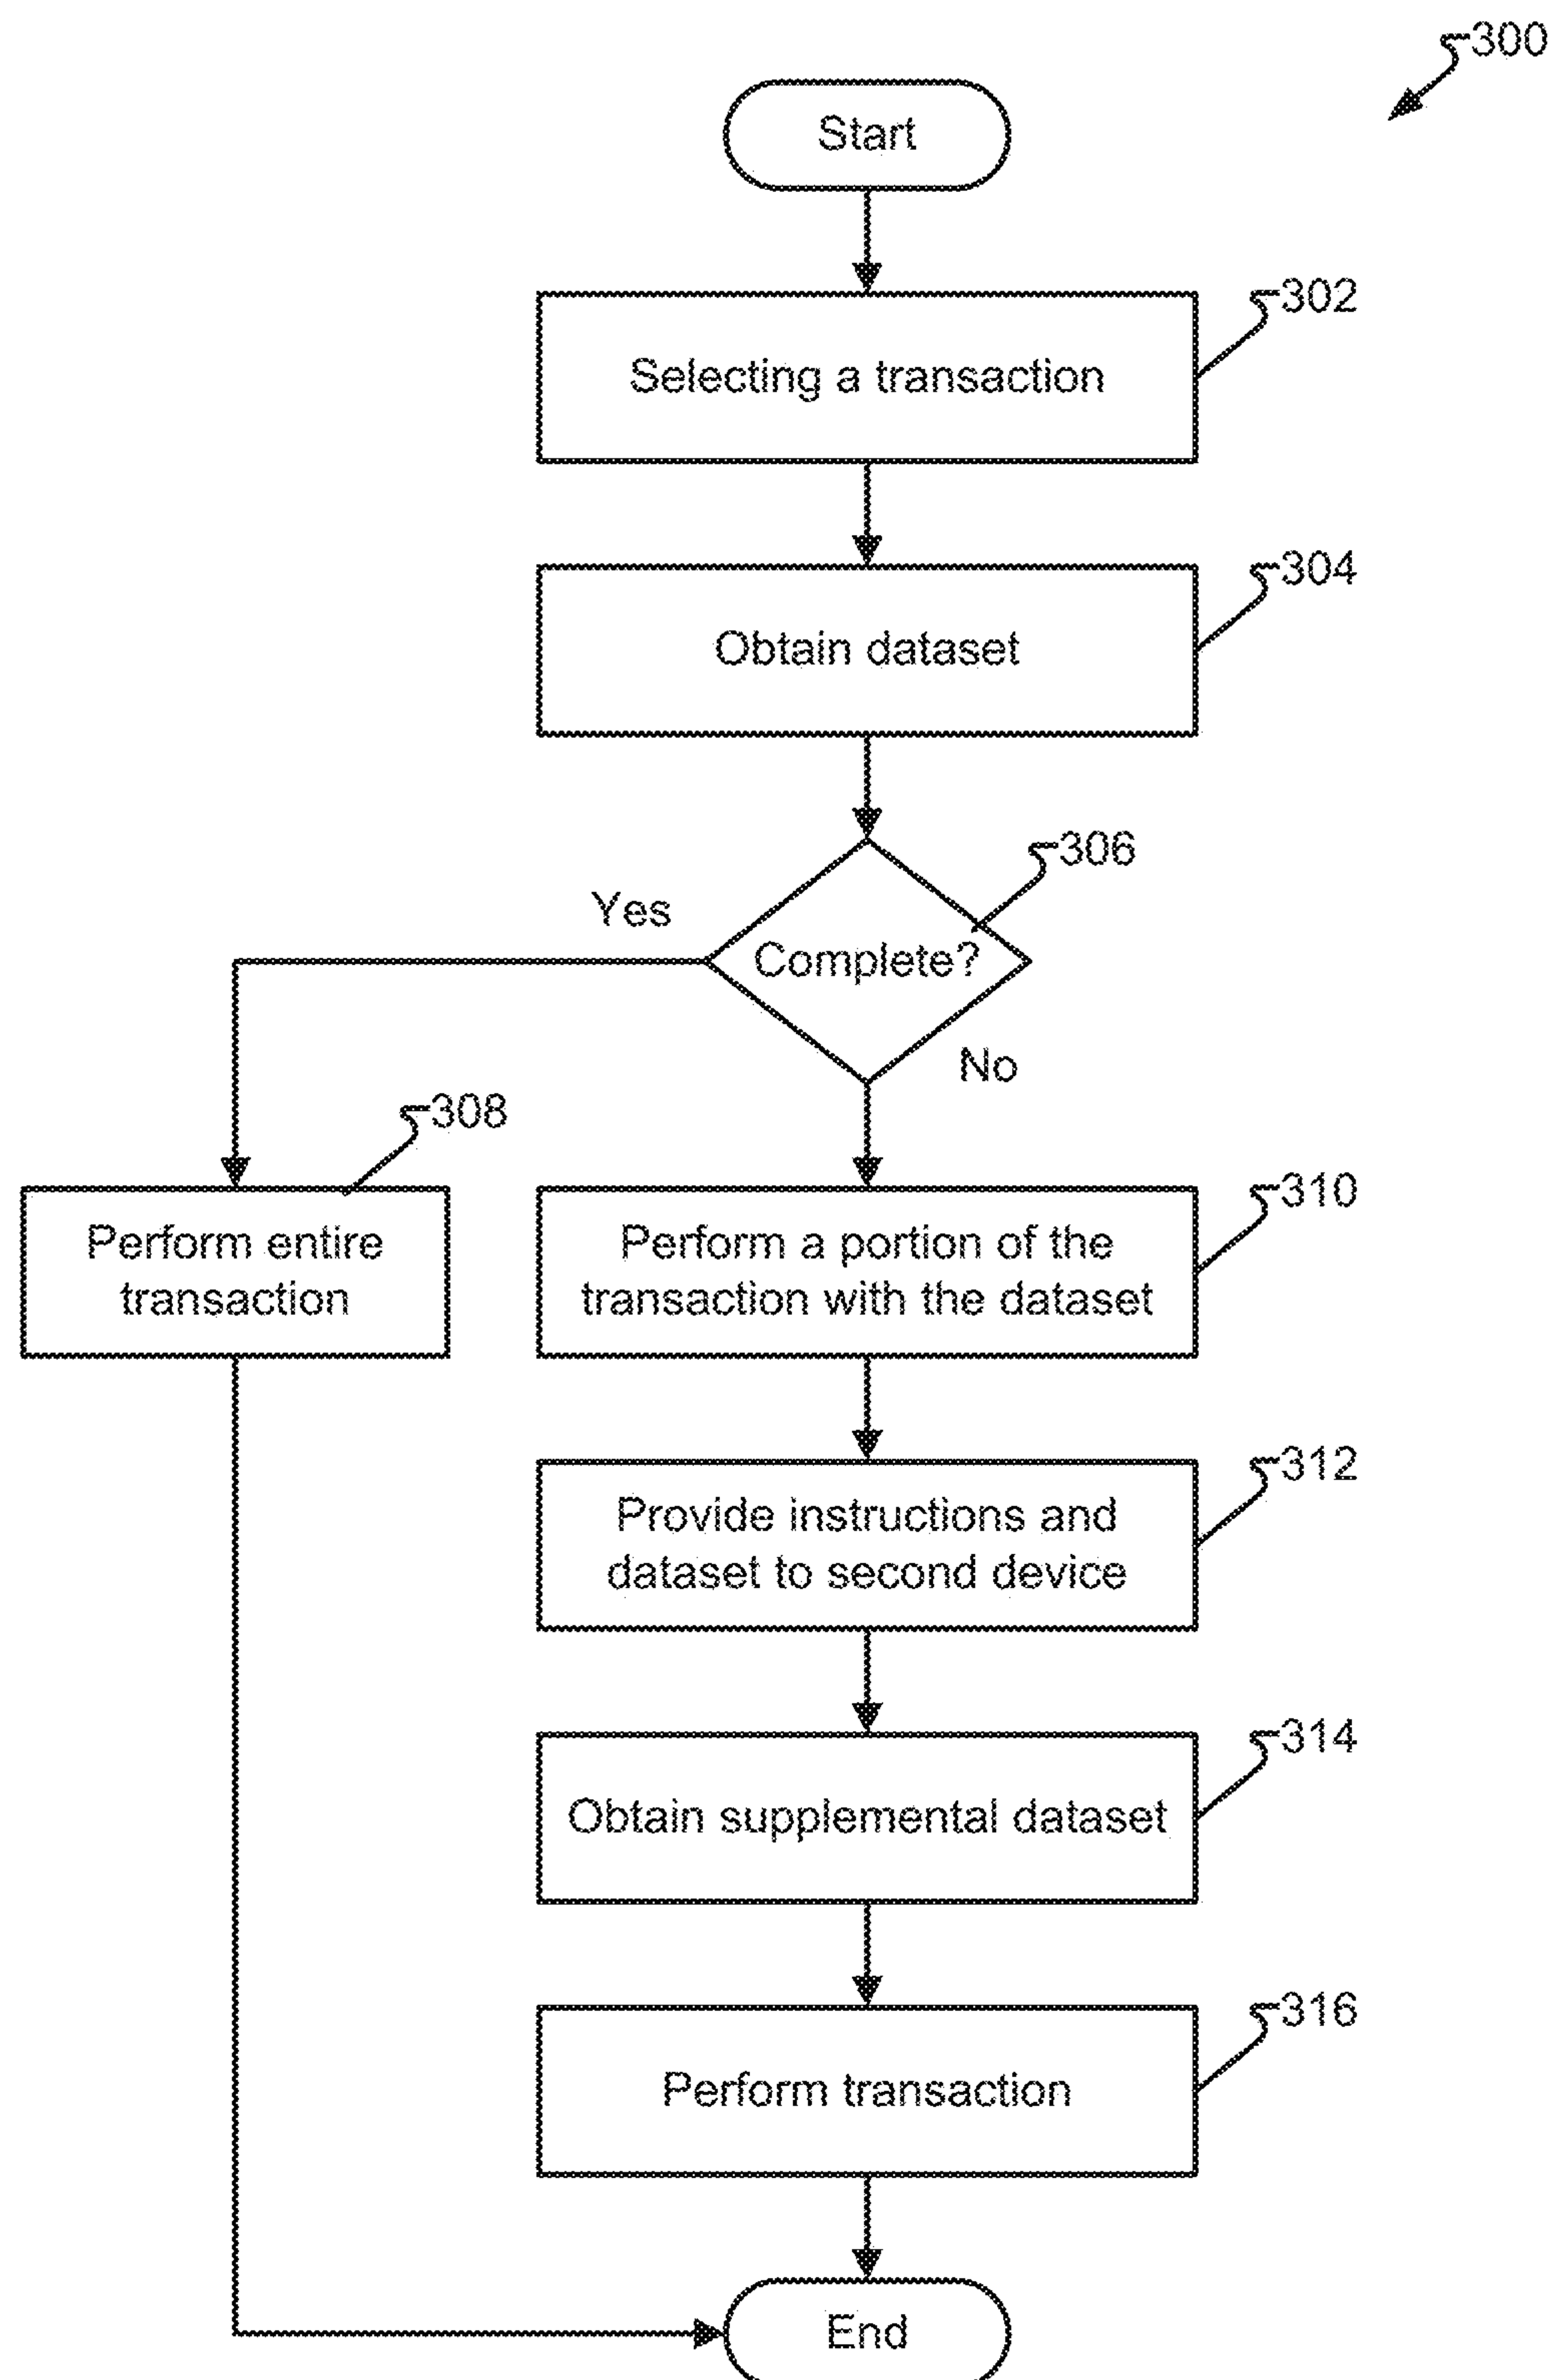 300
Start
302
Selecting a transaction
304
Obtain dataset
306
Yes
Complete?
No
308
Perform entire
transaction
310
Perform a portion of the
transaction with the dataset
312
Provide instructions and
dataset to second device
314
Obtain supplemental dataset
316
Perform transaction
End